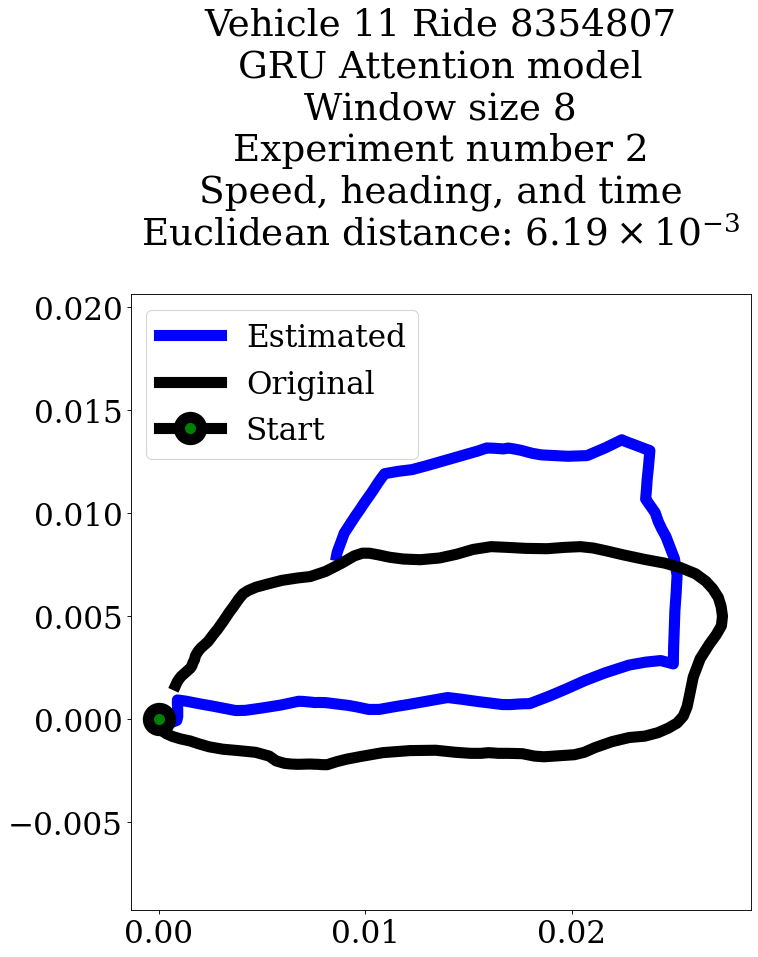 Vehicle 11 Ride 8354807
GRU Attention model
Window size 8
Experiment number 2
Speed, heading, and time
Euclidean distance: 6.19 × 10⁻³
Estimated
Original
Start
0.020
0.015
0.010
0.005
0.000
−0.005
0.00 0.01 0.02